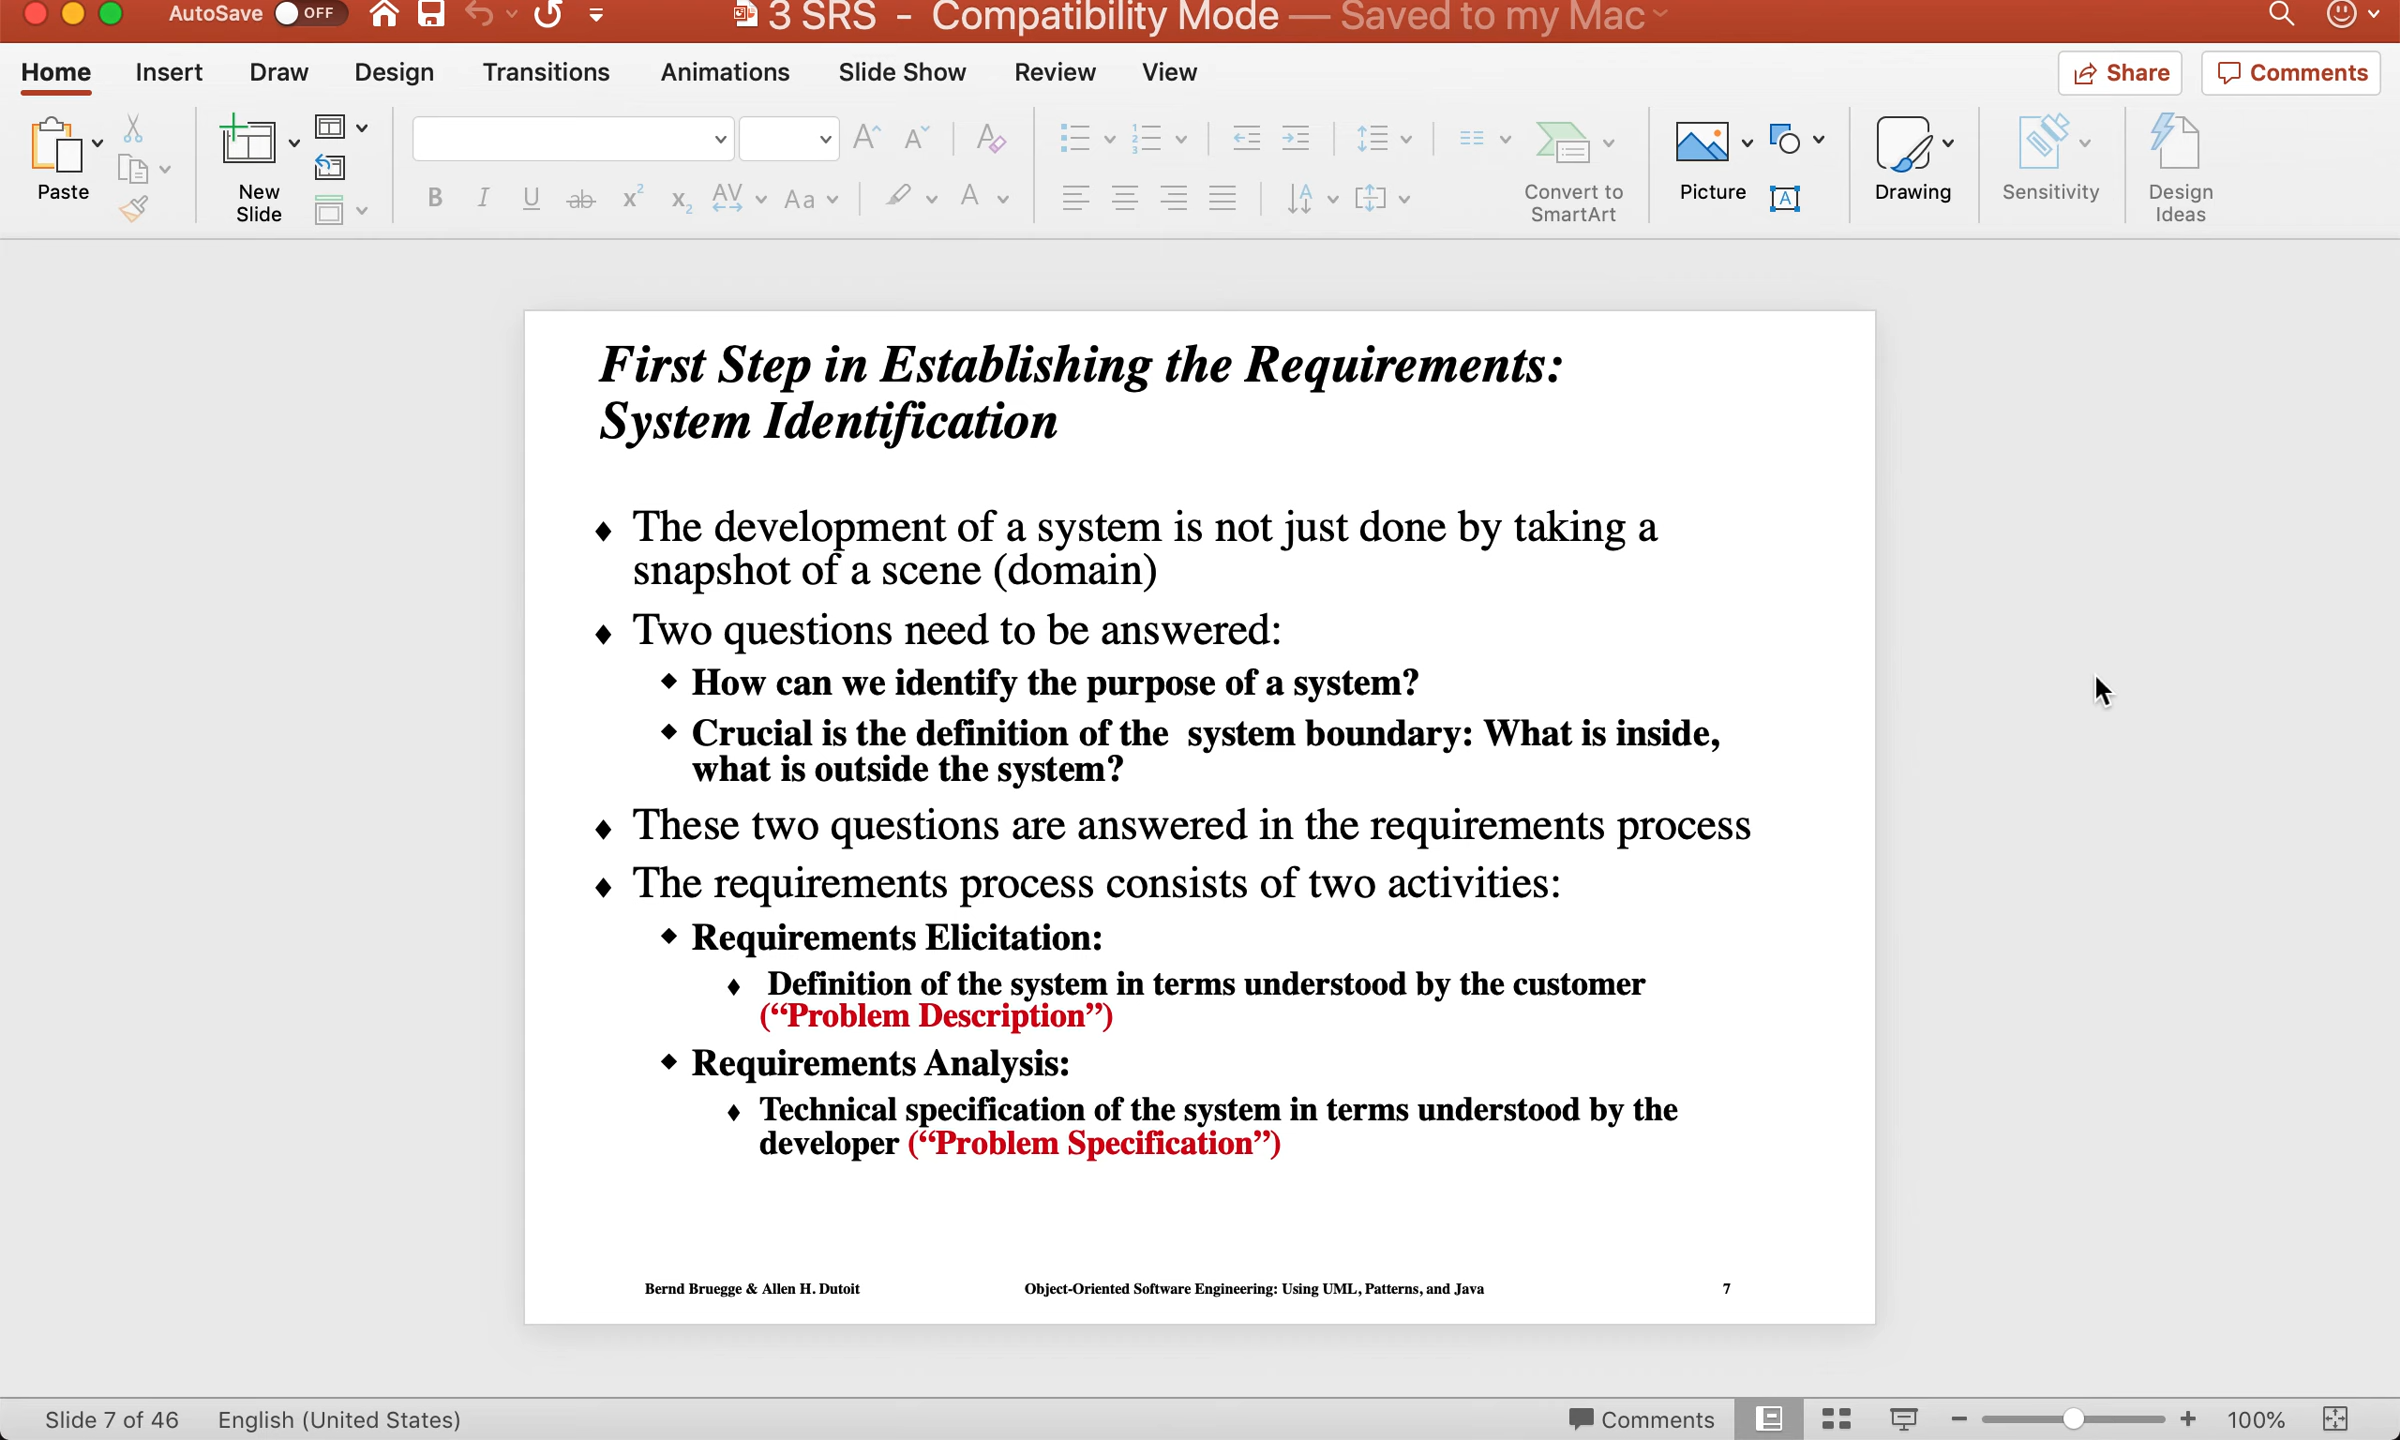 AutoSave OFF 3 SRS - Compatibility Mode — Saved to my Mac
Home Insert Draw Design Transitions Animations Slide Show Review View Share Comments
Paste New Slide Convert to SmartArt Picture Drawing Sensitivity Design Ideas
First Step in Establishing the Requirements:
System Identification
The development of a system is not just done by taking a
snapshot of a scene (domain)
Two questions need to be answered:
How can we identify the purpose of a system?
Crucial is the definition of the system boundary: What is inside,
what is outside the system?
These two questions are answered in the requirements process
The requirements process consists of two activities:
Requirements Elicitation:
Definition of the system in terms understood by the customer
(“Problem Description”)
Requirements Analysis:
Technical specification of the system in terms understood by the
developer (“Problem Specification”)
Bernd Bruegge & Allen H. Dutoit Object-Oriented Software Engineering: Using UML, Patterns, and Java 7
Slide 7 of 46 English (United States) Comments 100%